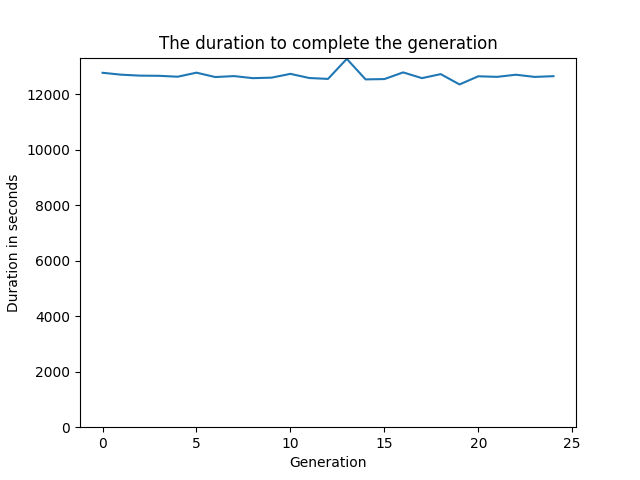 The duration to complete the generation
Duration in seconds
12000
10000
8000
6000
4000
2000
0
0 5 10 15 20 25
Generation